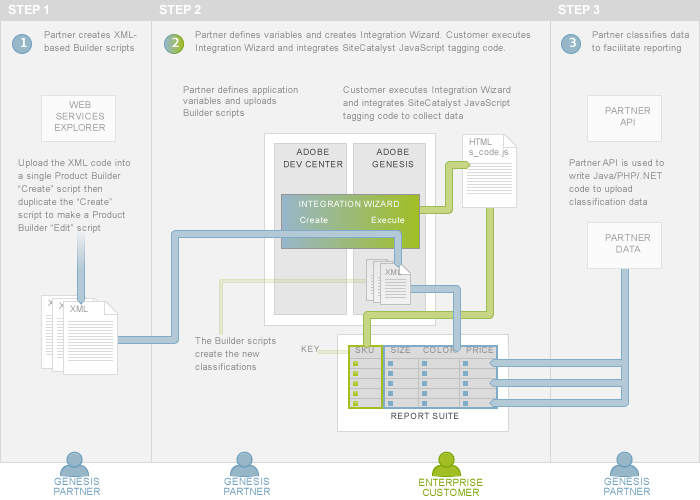 STEP 1
STEP 2
STEP 3
1
Partner creates XML-
based Builder scripts
2
Partner defines variables and creates Integration Wizard. Customer executes
Integration Wizard and integrates SiteCatalyst JavaScript tagging code.
3
Partner classifies data
to facilitate reporting
WEB
SERVICES
EXPLORER
Upload the XML code into
a single Product Builder
“Create” script then
duplicate the “Create”
script to make a Product
Builder “Edit” script
X
X
XML
Partner defines application
variables and uploads
Builder scripts
Customer executes Integration Wizard
and integrates SiteCatalyst JavaScript
tagging code to collect data
ADOBE
DEV CENTER
ADOBE
GENESIS
HTML
s_code.js
INTEGRATION WIZARD
Create
Execute
XML
The Builder scripts
create the new
classifications
KEY
SKU
SIZE
COLOR
PRICE
REPORT SUITE
PARTNER
API
Partner API is used to
write Java/PHP/.NET
code to upload
classification data
PARTNER
DATA
GENESIS
PARTNER
GENESIS
PARTNER
ENTERPRISE
CUSTOMER
GENESIS
PARTNER